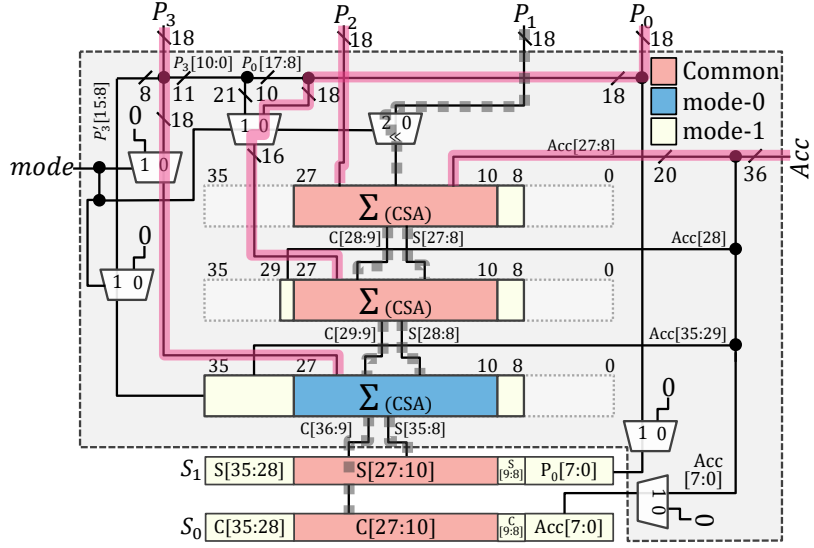 P3 P2 P1 P0
18 18 18 18
P3[10:0] P0[17:8]
8 11 21 10 18 18
Common
mode-0
mode-1
P'3[15:8]
0 18 1 0 2 0 <<
mode 1 0 16 Acc[27:8] 20 36 Acc
35 27 10 8 0
Σ(CSA)
C[28:9] S[27:8] Acc[28]
0
1 0
35 29 27 10 8 0
Σ(CSA)
C[29:9] S[28:8] Acc[35:29]
35 27 10 8 0
Σ(CSA)
0
C[36:9] S[35:8]
1 0
S1 S[35:28] S[27:10] S[9:8] P0[7:0]
Acc [7:0]
1 0
0
S0 C[35:28] C[27:10] C[9:8] Acc[7:0]